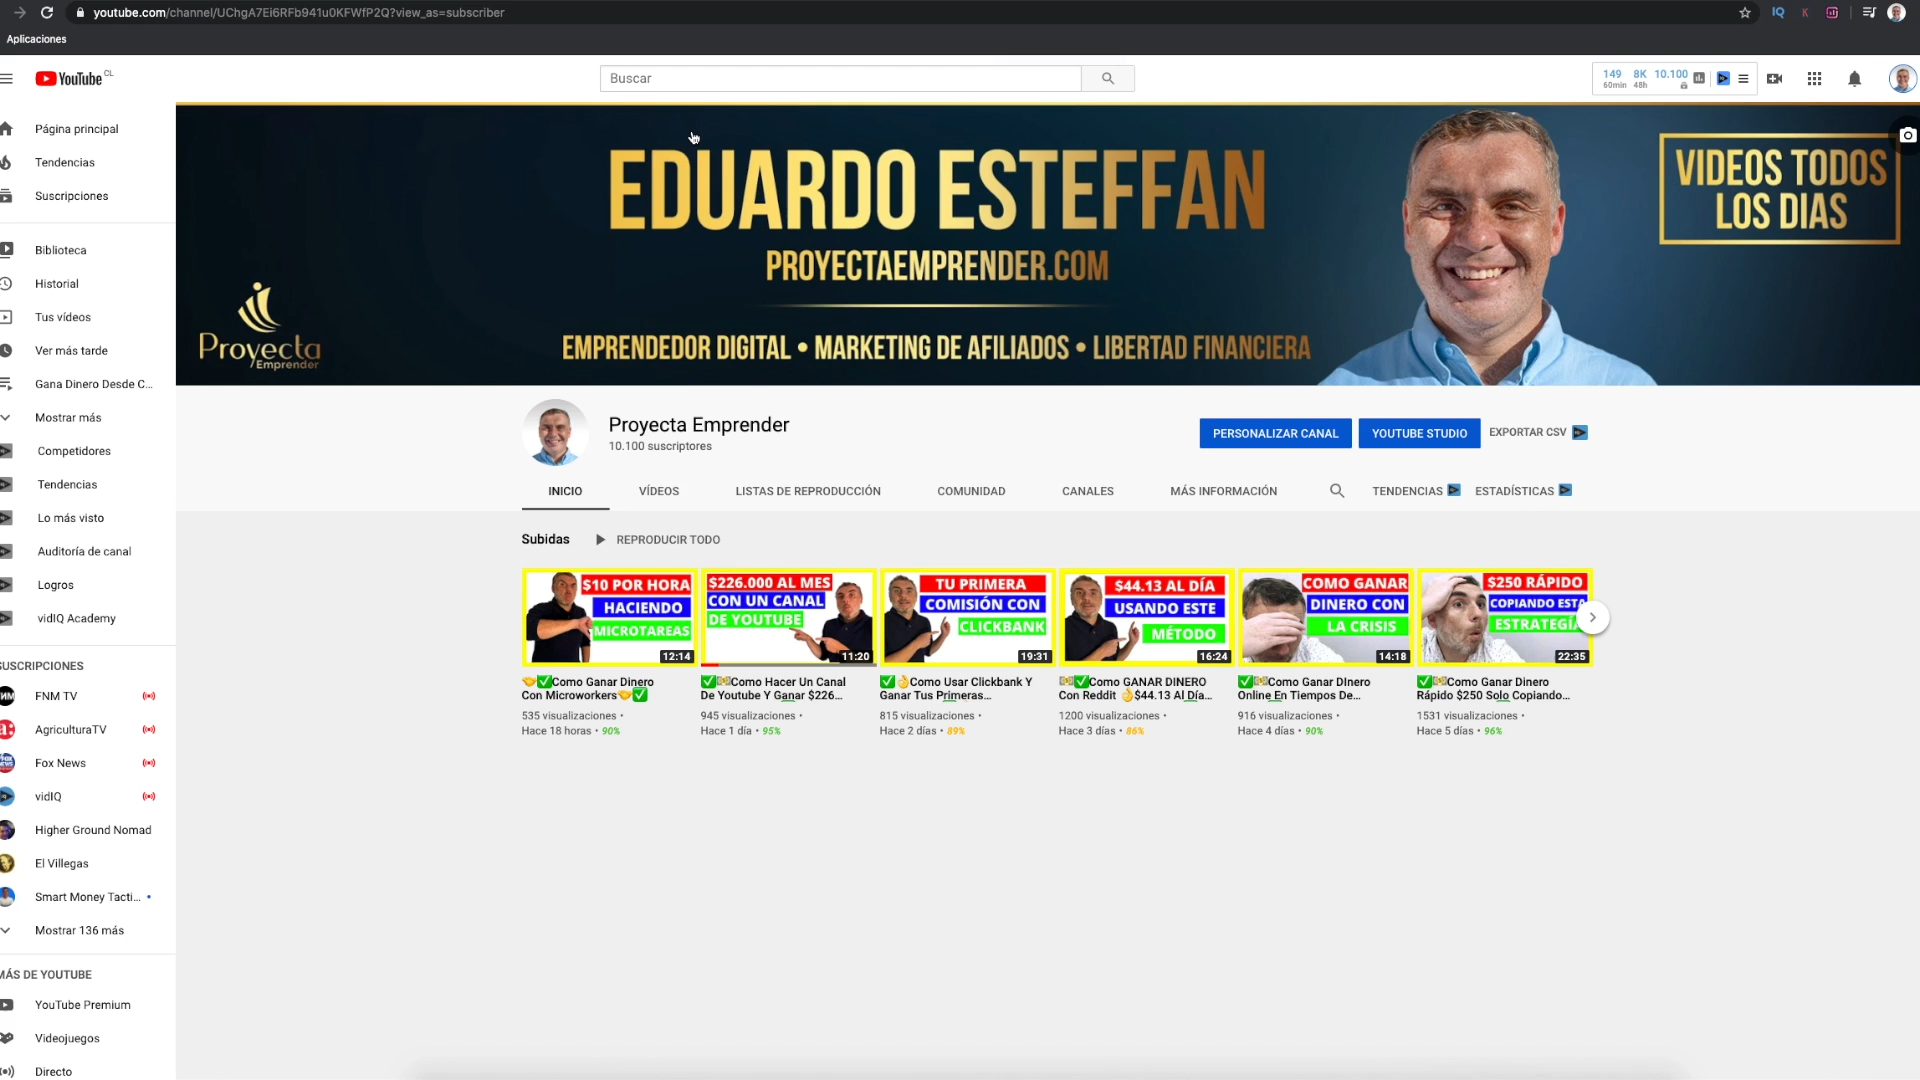 youtube.com/channel/UChgA7Ei6RFb941u0KFWfP2Q?view_as=subscriber
Aplicaciones
YouTube CL
Buscar
149 8K 10.100
60min 48h
Página principal
Tendencias
Suscripciones
Biblioteca
Historial
Tus vídeos
Ver más tarde
Gana Dinero Desde C...
Mostrar más
Competidores
Tendencias
Lo más visto
Auditoría de canal
Logros
vidIQ Academy
SUSCRIPCIONES
FNM TV
AgriculturaTV
Fox News
vidIQ
Higher Ground Nomad
El Villegas
Smart Money Tacti...
Mostrar 136 más
MÁS DE YOUTUBE
YouTube Premium
Videojuegos
Directo
EDUARDO ESTEFFAN
PROYECTAEMPRENDER.COM
EMPRENDEDOR DIGITAL • MARKETING DE AFILIADOS • LIBERTAD FINANCIERA
Proyecta
Emprender
VIDEOS TODOS
LOS DIAS
Proyecta Emprender
10.100 suscriptores
PERSONALIZAR CANAL
YOUTUBE STUDIO
EXPORTAR CSV
INICIO VÍDEOS LISTAS DE REPRODUCCIÓN COMUNIDAD CANALES MÁS INFORMACIÓN TENDENCIAS ESTADÍSTICAS
Subidas REPRODUCIR TODO
$10 POR HORA
HACIENDO
MICROTAREAS
12:14
🤝✅Como Ganar Dinero
Con Microworkers🤝✅
535 visualizaciones •
Hace 18 horas • 90%
$226.000 AL MES
CON UN CANAL
DE YOUTUBE
11:20
✅💵Como Hacer Un Canal
De Youtube Y Ganar $226...
945 visualizaciones •
Hace 1 día • 95%
TU PRIMERA
COMISIÓN CON
CLICKBANK
19:31
✅👌Como Usar Clickbank Y
Ganar Tus Primeras...
815 visualizaciones •
Hace 2 días • 89%
$44.13 AL DÍA
USANDO ESTE
MÉTODO
16:24
💵✅Como GANAR DINERO
Con Reddit 👌$44.13 Al Día...
1200 visualizaciones •
Hace 3 días • 86%
COMO GANAR
DINERO CON
LA CRISIS
14:18
✅💵Como Ganar DInero
Online En Tiempos De...
916 visualizaciones •
Hace 4 días • 90%
$250 RÁPIDO
COPIANDO ESTA
ESTRATEGIA
22:35
✅💵Como Ganar Dinero
Rápido $250 Solo Copiando...
1531 visualizaciones •
Hace 5 días • 96%